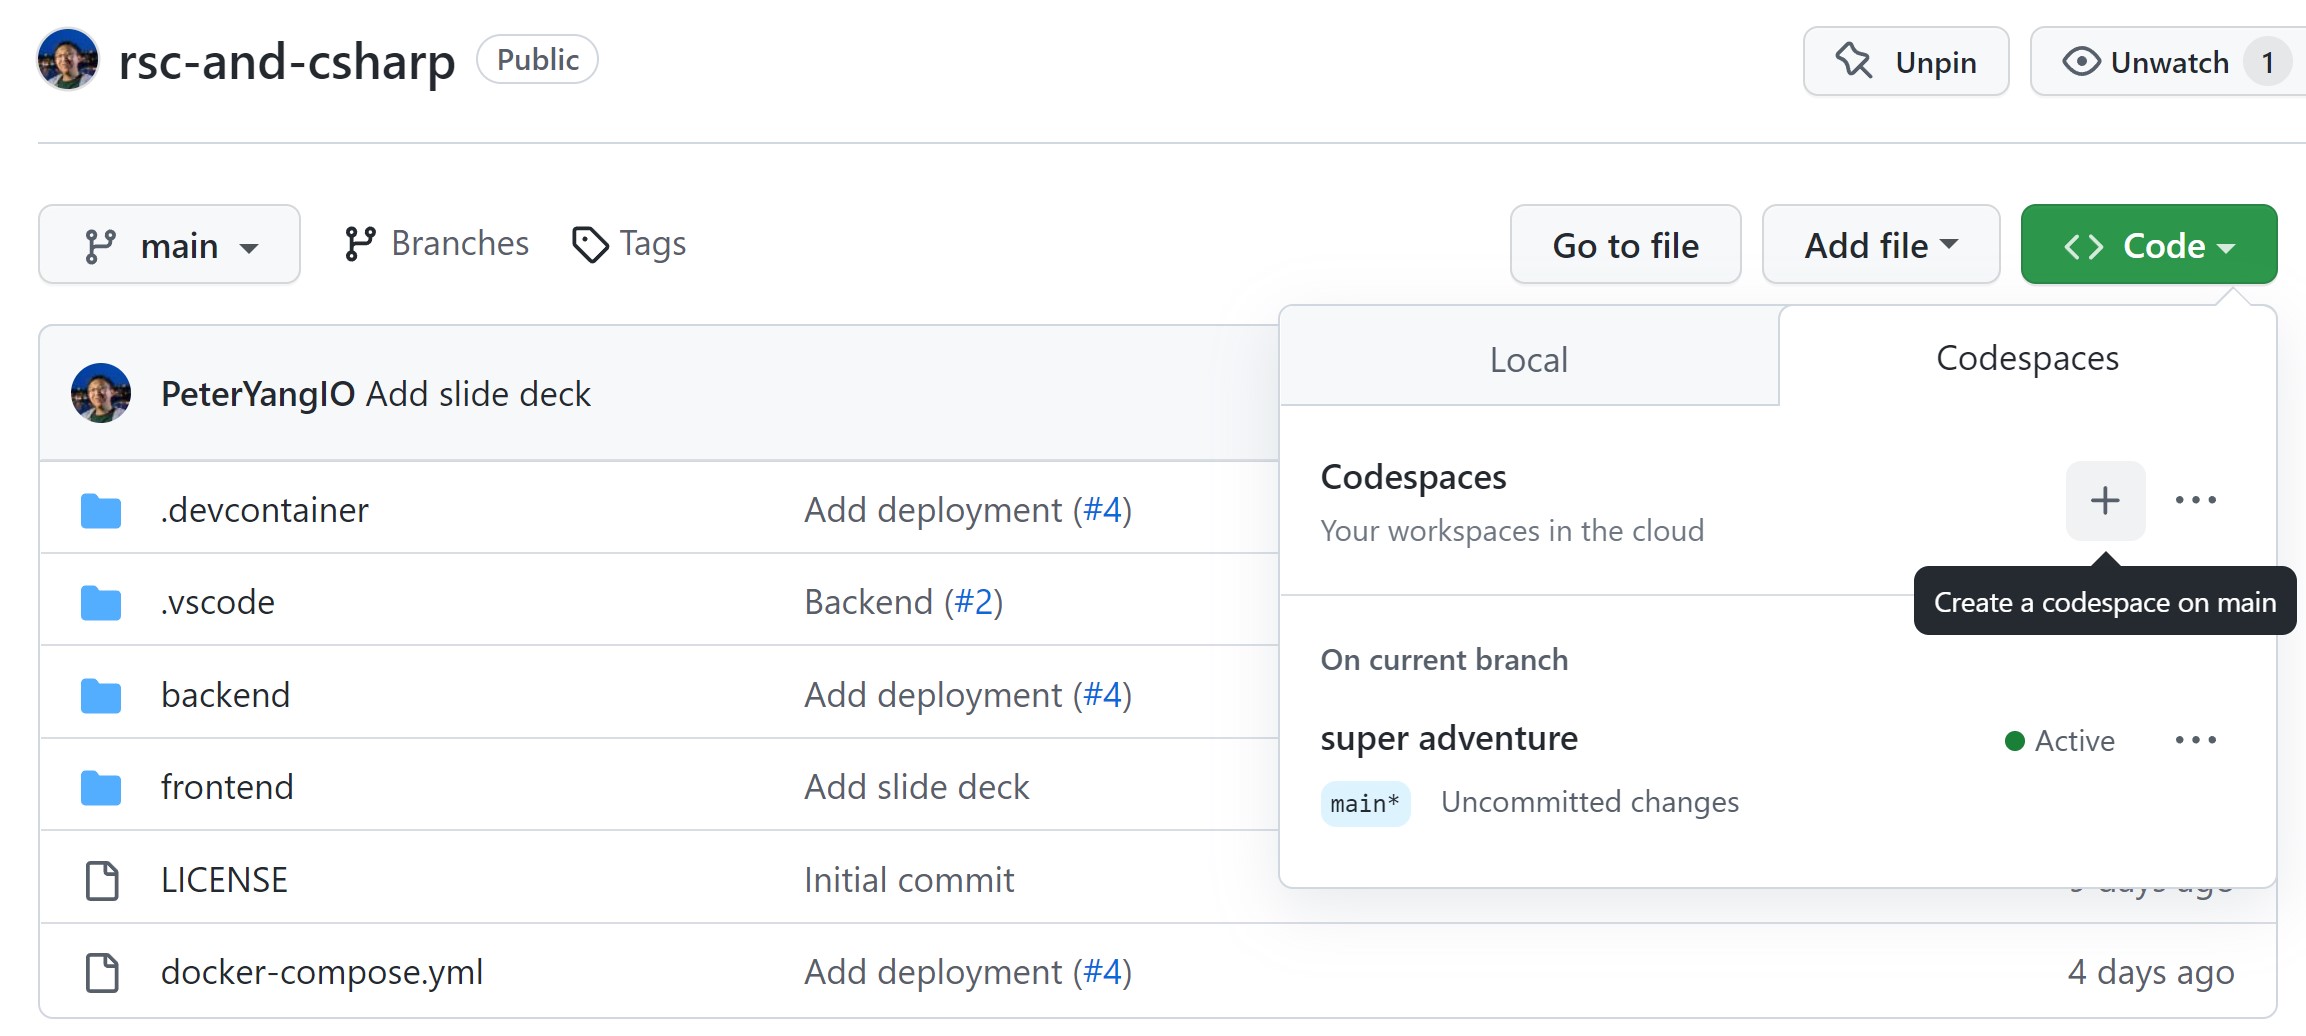 rsc-and-csharp Public Unpin Unwatch 1
main Branches Tags Go to file Add file Code
Local Codespaces
PeterYangIO Add slide deck
Codespaces
Your workspaces in the cloud
Create a codespace on main
On current branch
super adventure Active
main* Uncommitted changes
.devcontainer Add deployment (#4)
.vscode Backend (#2)
backend Add deployment (#4)
frontend Add slide deck
LICENSE Initial commit days ago
docker-compose.yml Add deployment (#4) 4 days ago